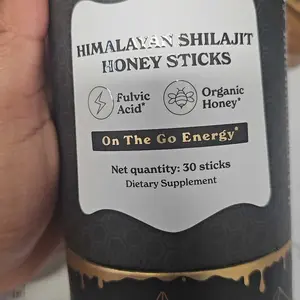 HIMALAYAN SHILAJIT
HONEY STICKS
Fulvic
Acid*
Organic
Honey*
On The Go Energy*
Net quantity: 30 sticks
Dietary Supplement